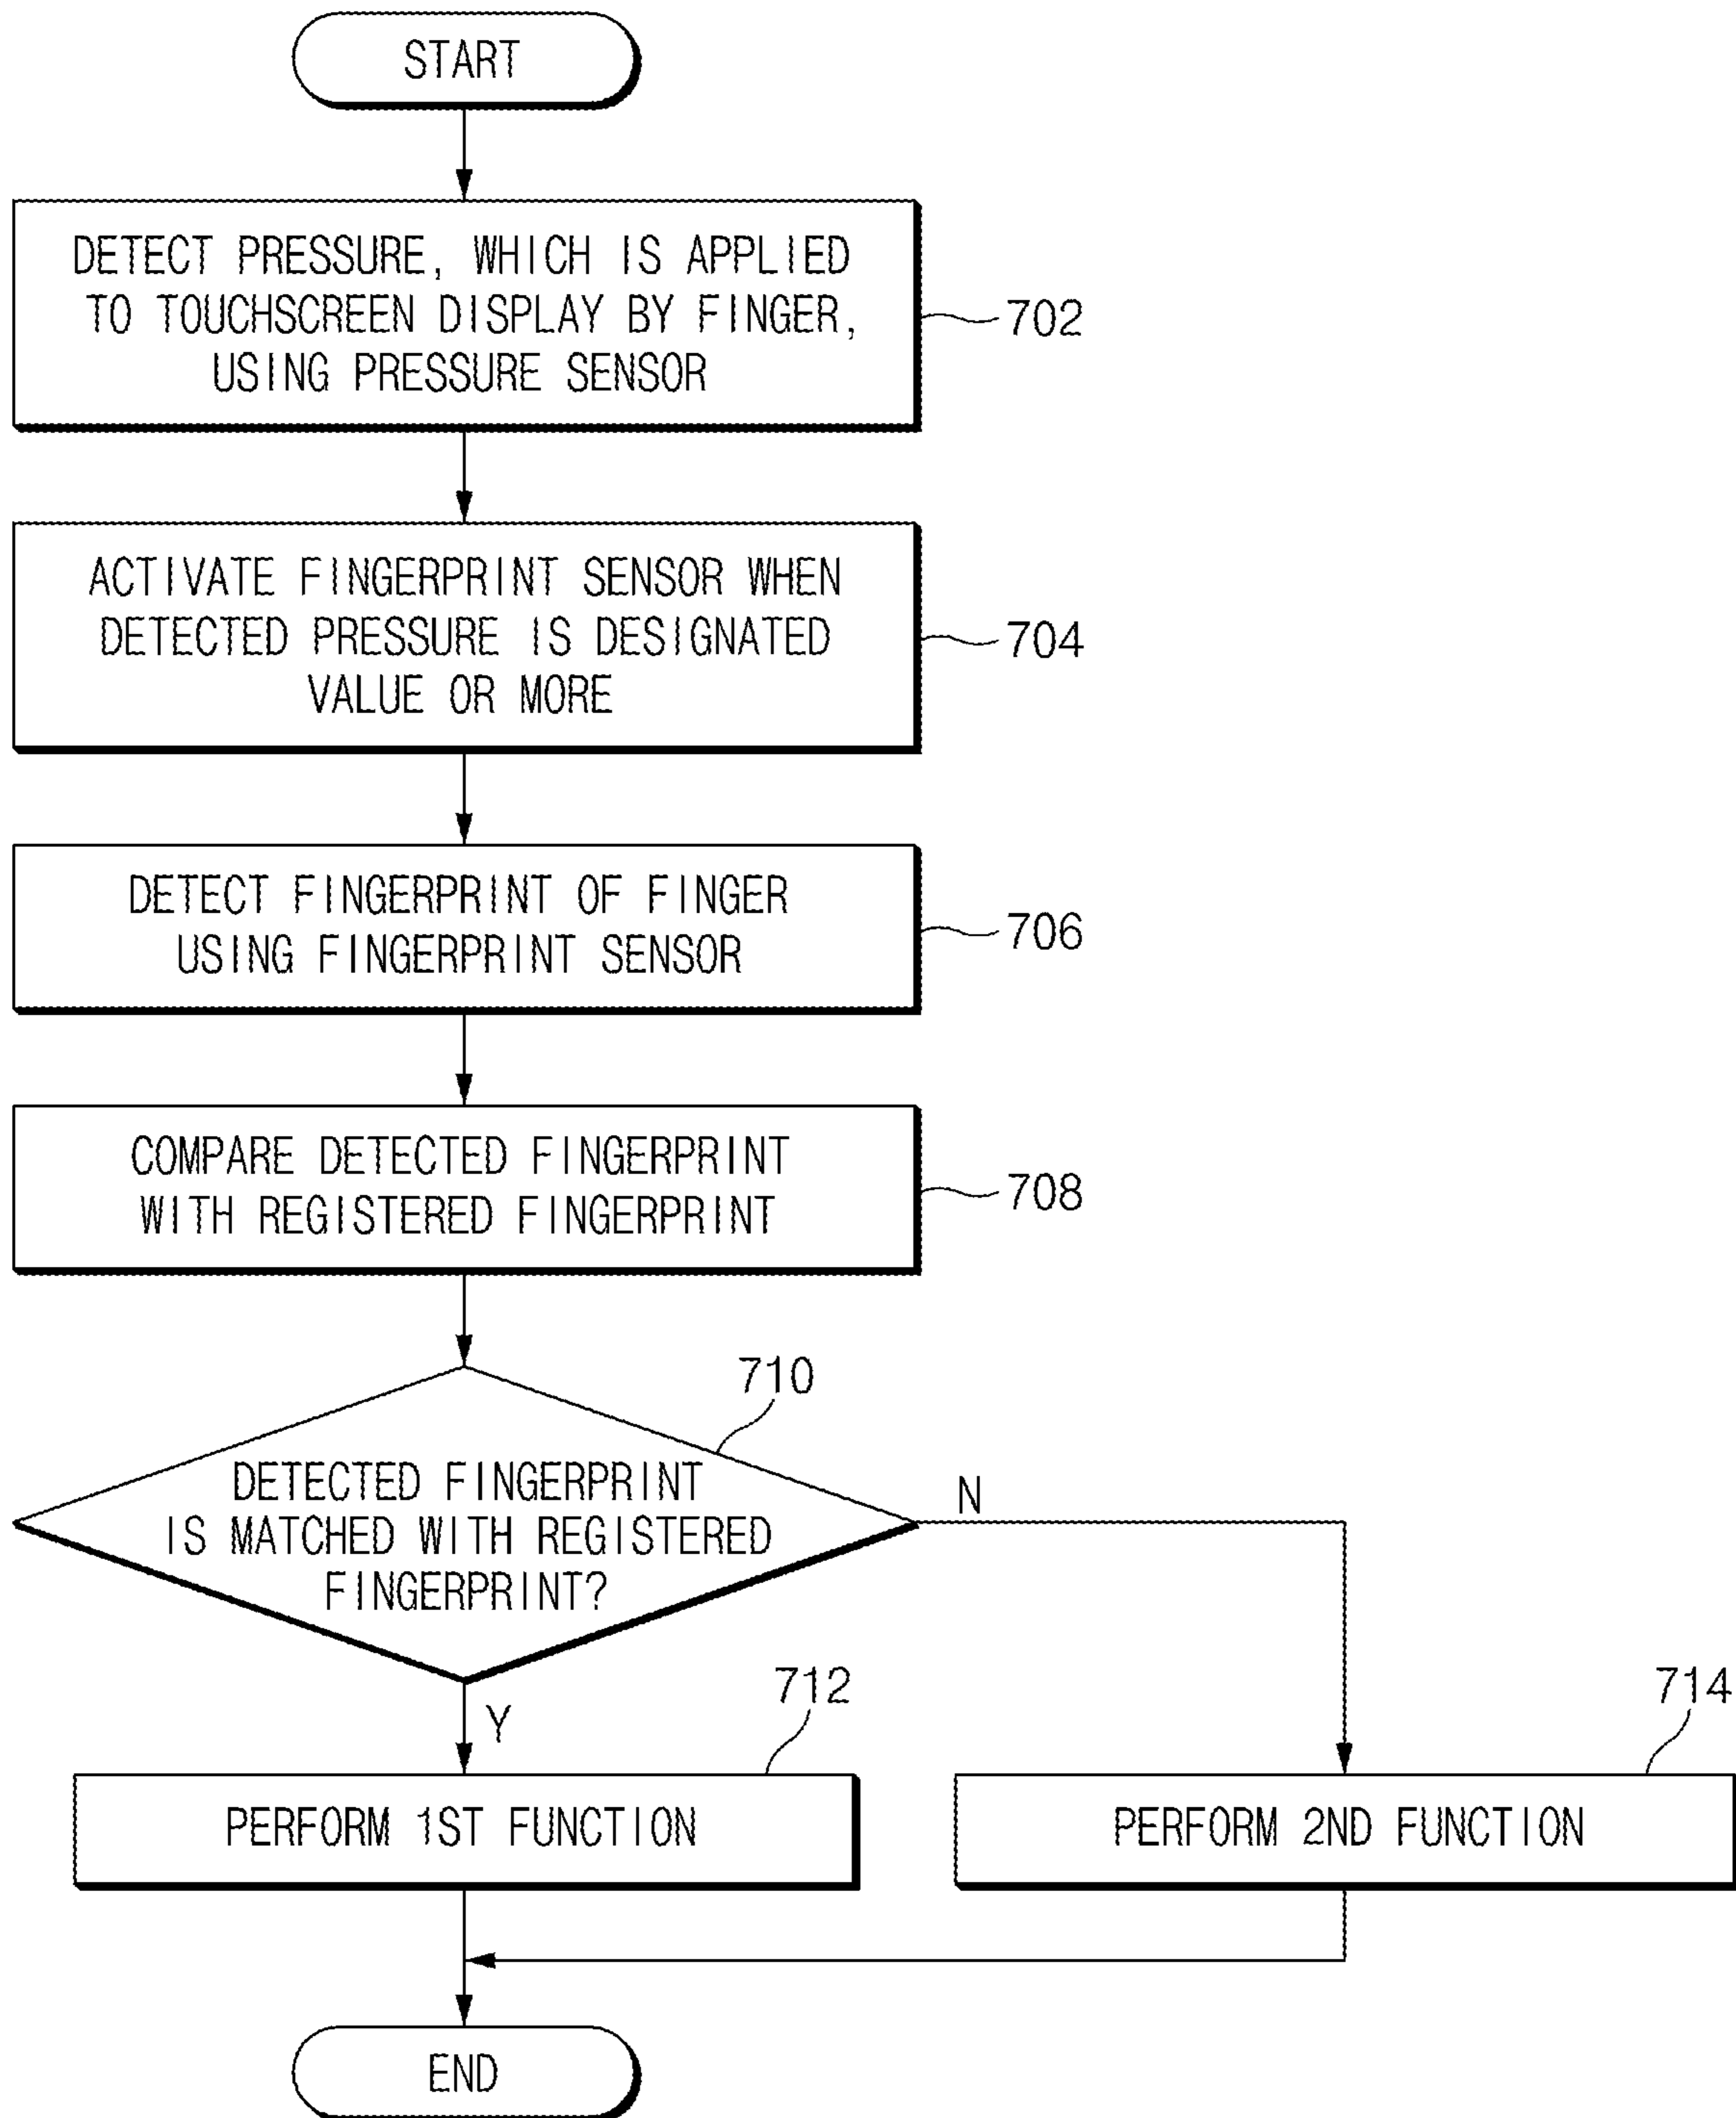 START
DETECT PRESSURE, WHICH IS APPLIED
TO TOUCHSCREEN DISPLAY BY FINGER,
USING PRESSURE SENSOR
702
ACTIVATE FINGERPRINT SENSOR WHEN
DETECTED PRESSURE IS DESIGNATED
VALUE OR MORE
704
DETECT FINGERPRINT OF FINGER
USING FINGERPRINT SENSOR
706
COMPARE DETECTED FINGERPRINT
WITH REGISTERED FINGERPRINT
708
710
DETECTED FINGERPRINT
IS MATCHED WITH REGISTERED
FINGERPRINT?
N
Y
712
714
PERFORM 1ST FUNCTION
PERFORM 2ND FUNCTION
END